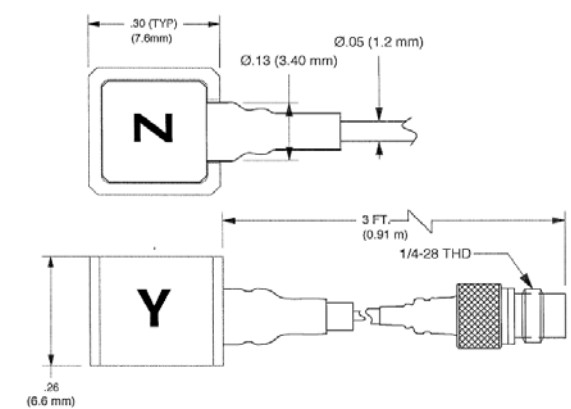 .30 (TYP)
(7.6mm)
Ø.13 (3.40 mm)
Ø.05 (1.2 mm)
Z
3 FT.
(0.91 m)
1/4-28 THD
Y
.26
(6.6 mm)